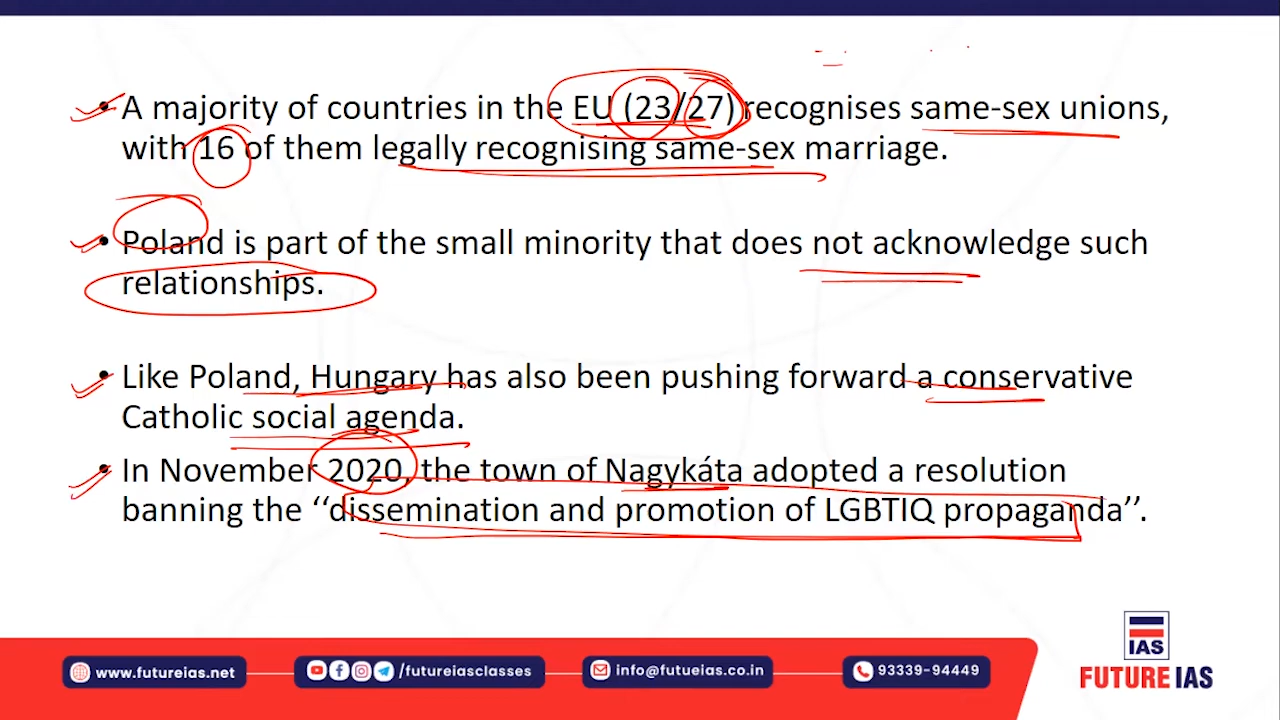 • A majority of countries in the EU (23/27) recognises same-sex unions,
with 16 of them legally recognising same-sex marriage.
• Poland is part of the small minority that does not acknowledge such
relationships.
• Like Poland, Hungary has also been pushing forward a conservative
Catholic social agenda.
• In November 2020, the town of Nagykáta adopted a resolution
banning the ‘‘dissemination and promotion of LGBTIQ propaganda’’.
IAS
www.futureias.net
/futureiasclasses
info@futueias.co.in
93339-94449
FUTURE IAS